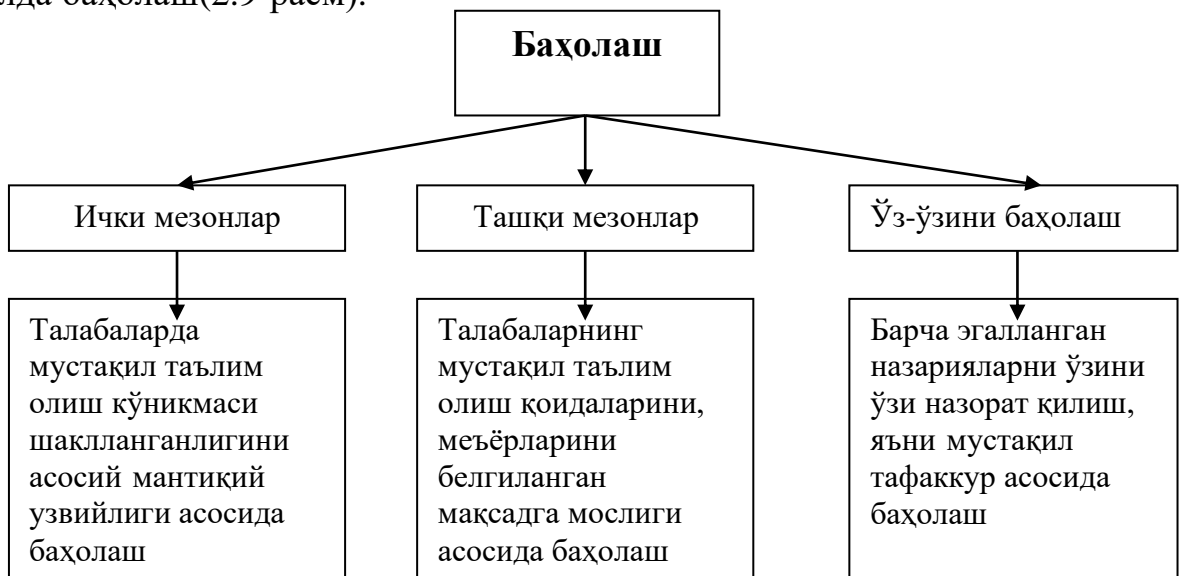 баҳолаш(2.9-расм):
Баҳолаш
Ички мезонлар
Ташқи мезонлар
Ўз-ўзини баҳолаш
Талабаларда
мустақил таълим
олиш кўникмаси
шаклланганлигини
асосий мантиқий
узвийлиги асосида
баҳолаш
Талабаларнинг
мустақил таълим
олиш қоидаларини,
меъёрларини
белгиланган
мақсадга мослиги
асосида баҳолаш
Барча эгалланган
назарияларни ўзини
ўзи назорат қилиш,
яъни мустақил
тафаккур асосида
баҳолаш